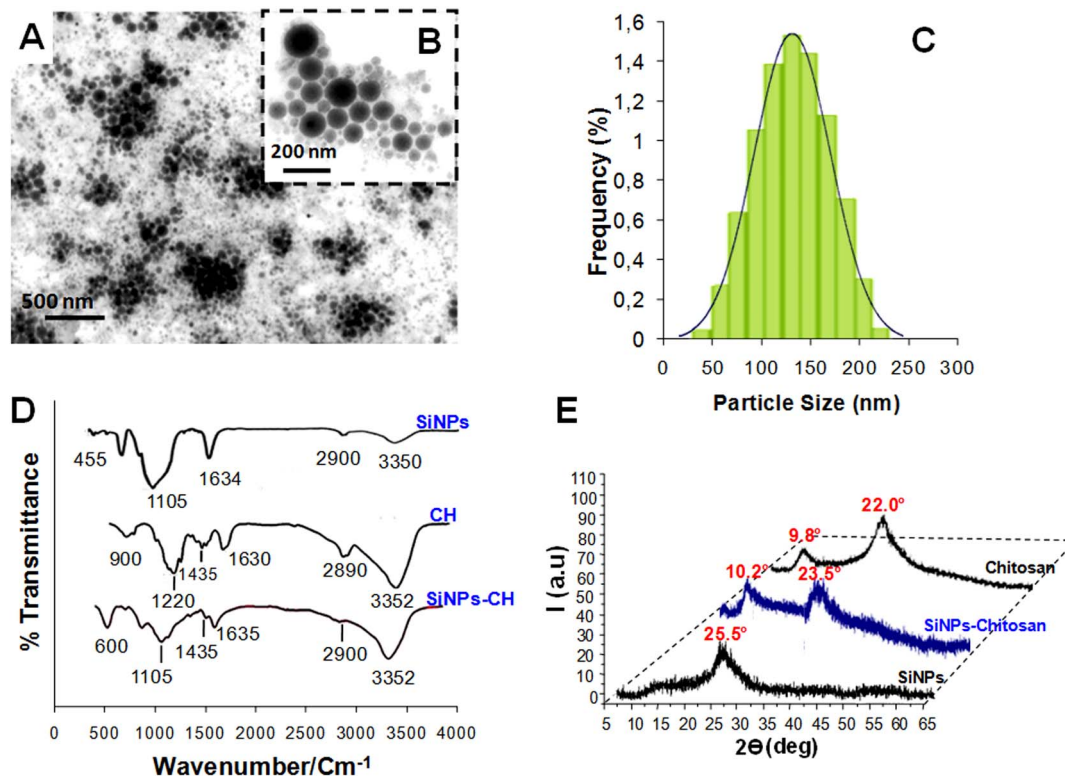 A
500 nm
B
200 nm
C
Frequency (%)
1,6
1,4
1,2
1
0,8
0,6
0,4
0,2
0
0 50 100 150 200 250 300
Particle Size (nm)
D
% Transmittance
SiNPs
455
1105
1634
2900
3350
CH
900
1220
1435
1630
2890
3352
SiNPs-CH
600
1105
1435
1635
2900
3352
0 500 1000 1500 2000 2500 3000 3500 4000
Wavenumber/Cm-1
E
I (a.u)
110
100
90
80
70
60
50
40
30
20
10
0
9.8°
22.0°
Chitosan
10.2°
23.5°
SiNPs-Chitosan
25.5°
SiNPs
5 10 15 20 25 30 35 40 45 50 55 60 65
2Θ(deg)